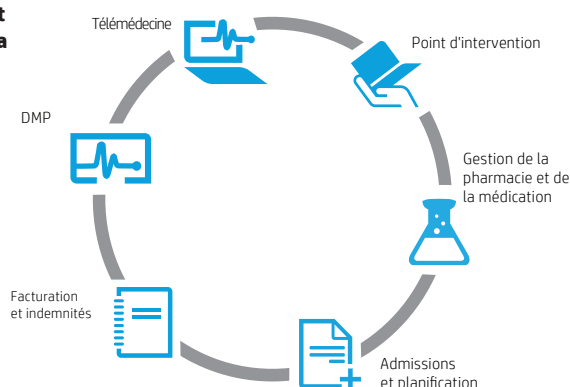 t
a
Télémédecine
Point d'intervention
DMP
Gestion de la
pharmacie et de
la médication
Facturation
et indemnités
Admissions
et planification